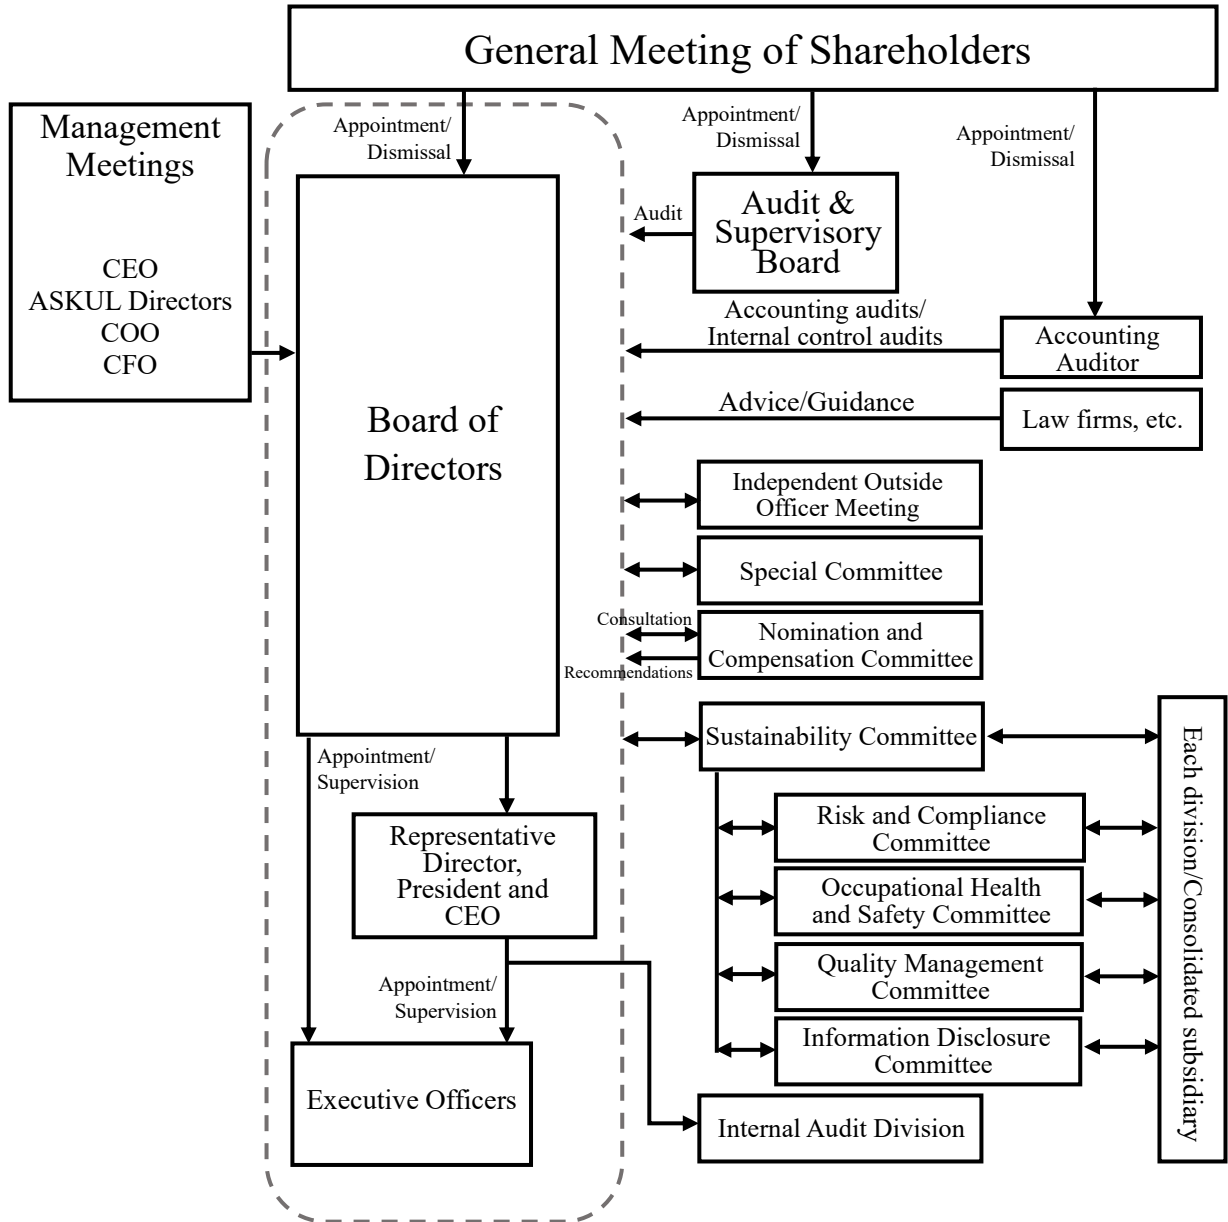 General Meeting of Shareholders
Management
Meetings
CEO
ASKUL Directors
COO
CFO
Appointment/
Dismissal
Appointment/
Dismissal
Appointment/
Dismissal
Board of
Directors
Audit
Audit &
Supervisory
Board
Accounting audits/
Internal control audits
Accounting
Auditor
Advice/Guidance
Law firms, etc.
Independent Outside
Officer Meeting
Special Committee
Consultation
Recommendations
Nomination and
Compensation Committee
Sustainability Committee
Risk and Compliance
Committee
Occupational Health
and Safety Committee
Quality Management
Committee
Information Disclosure
Committee
Each division/Consolidated subsidiary
Appointment/
Supervision
Representative
Director,
President and
CEO
Appointment/
Supervision
Executive Officers
Internal Audit Division